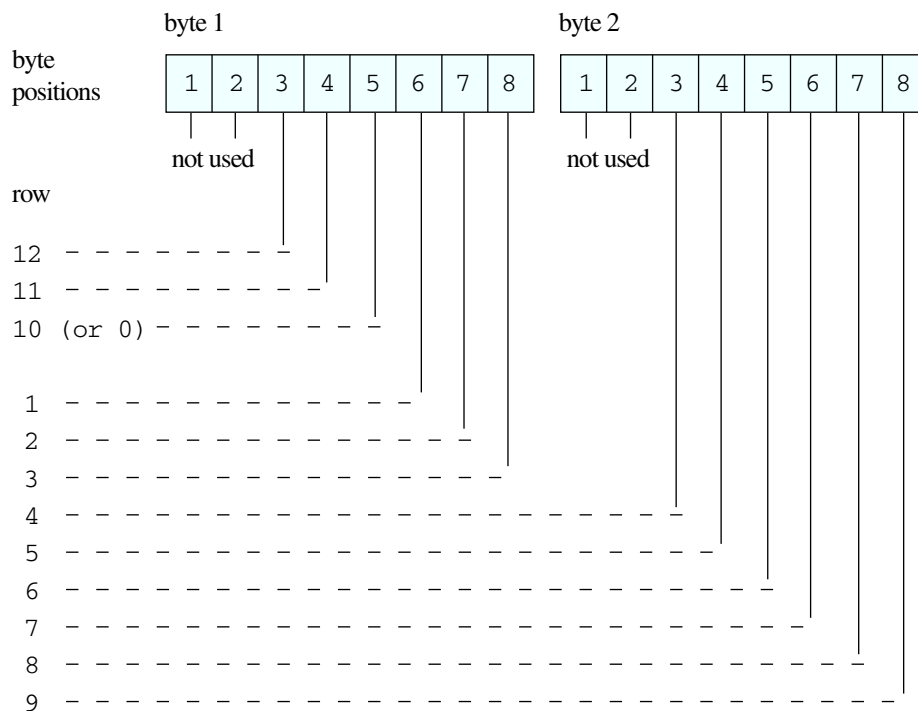 byte 1 byte 2
byte
positions
1 2 3 4 5 6 7 8 1 2 3 4 5 6 7 8
not used not used
row
12
11
10 (or 0)
1
2
3
4
5
6
7
8
9